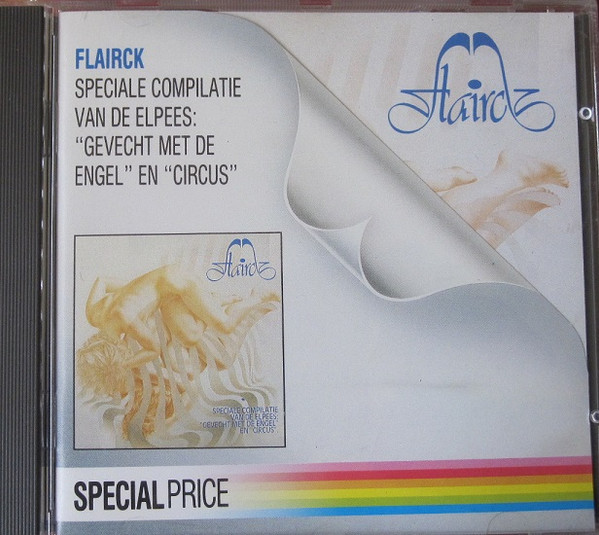 FLAIRCK
SPECIALE COMPILATIE
VAN DE ELPEES:
“GEVECHT MET DE
ENGEL” EN “CIRCUS”
flairck
flairck
SPECIALE COMPILATIE
VAN DE ELPEES:
“GEVECHT MET DE ENGEL”
EN “CIRCUS”.
SPECIAL PRICE